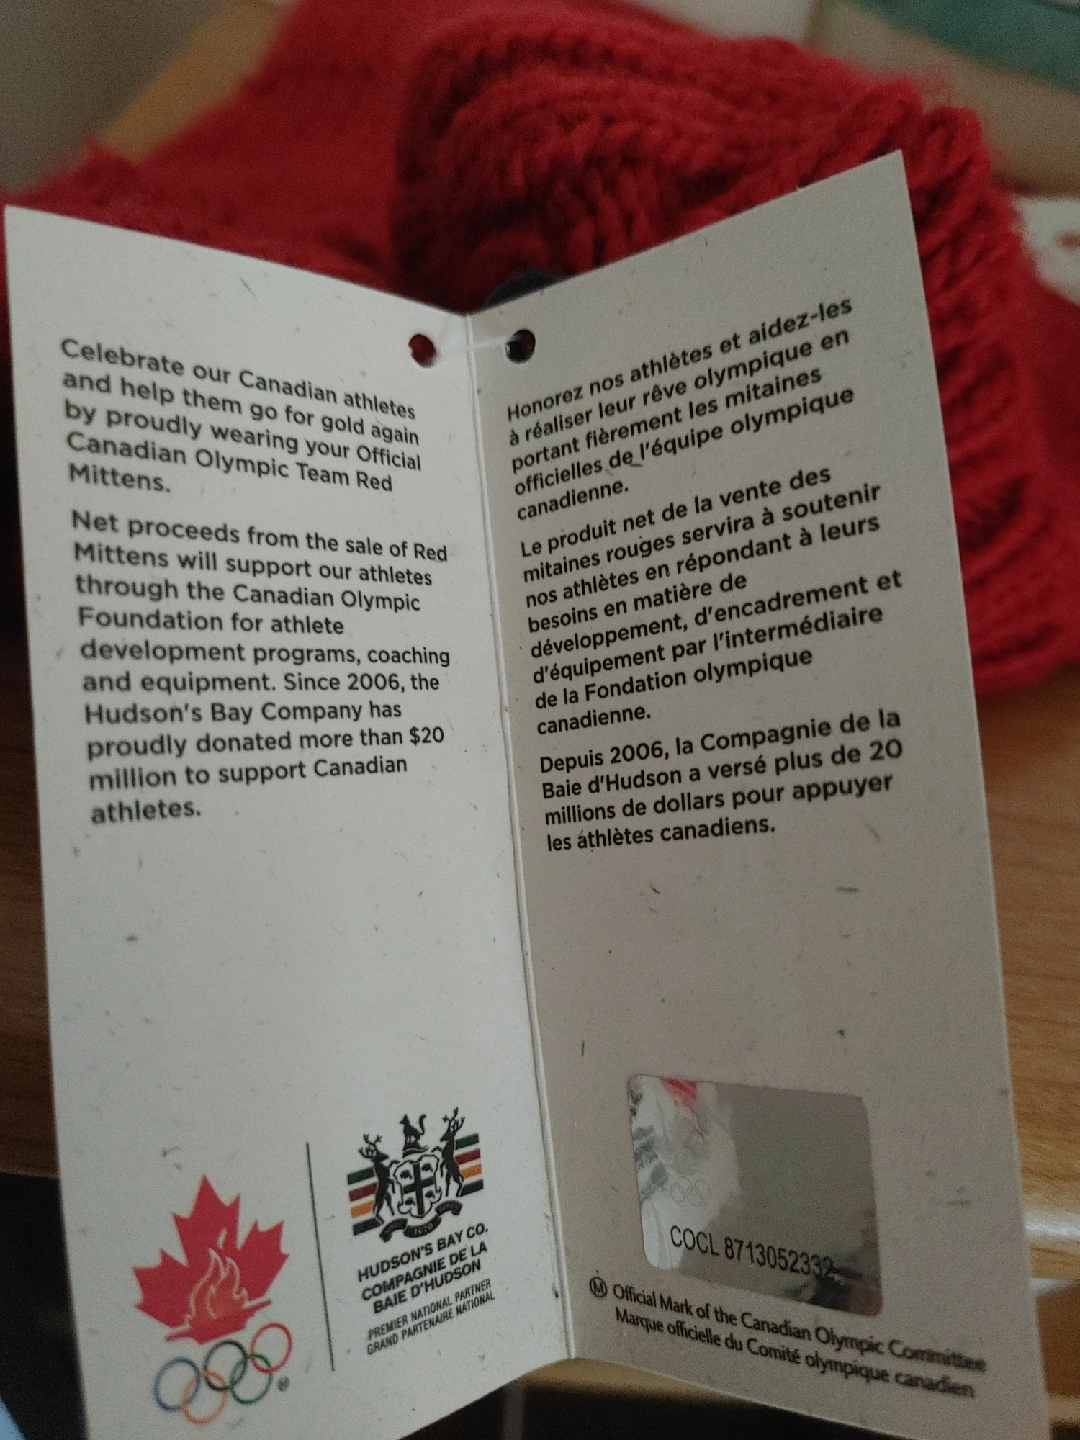 Celebrate our Canadian athletes
and help them go for gold again
by proudly wearing your Official
Canadian Olympic Team Red
Mittens.
Net proceeds from the sale of Red
Mittens will support our athletes
through the Canadian Olympic
Foundation for athlete
development programs, coaching
and equipment. Since 2006, the
Hudson's Bay Company has
proudly donated more than $20
million to support Canadian
athletes.
HUDSON'S BAY CO.
COMPAGNIE DE LA
BAIE D'HUDSON
PREMIER NATIONAL PARTNER
GRAND PARTENAIRE NATIONAL
®
Honorez nos athlètes et aidez-les
à réaliser leur rêve olympique en
portant fièrement les mitaines
officielles de l'équipe olympique
canadienne.
Le produit net de la vente des
mitaines rouges servira à soutenir
nos athlètes en répondant à leurs
besoins en matière de
développement, d'encadrement et
d'équipement par l'intermédiaire
de la Fondation olympique
canadienne.
Depuis 2006, la Compagnie de la
Baie d'Hudson a versé plus de 20
millions de dollars pour appuyer
les athlètes canadiens.
COCL 8713052332
Ⓜ Official Mark of the Canadian Olympic Committee
Marque officielle du Comité olympique canadien